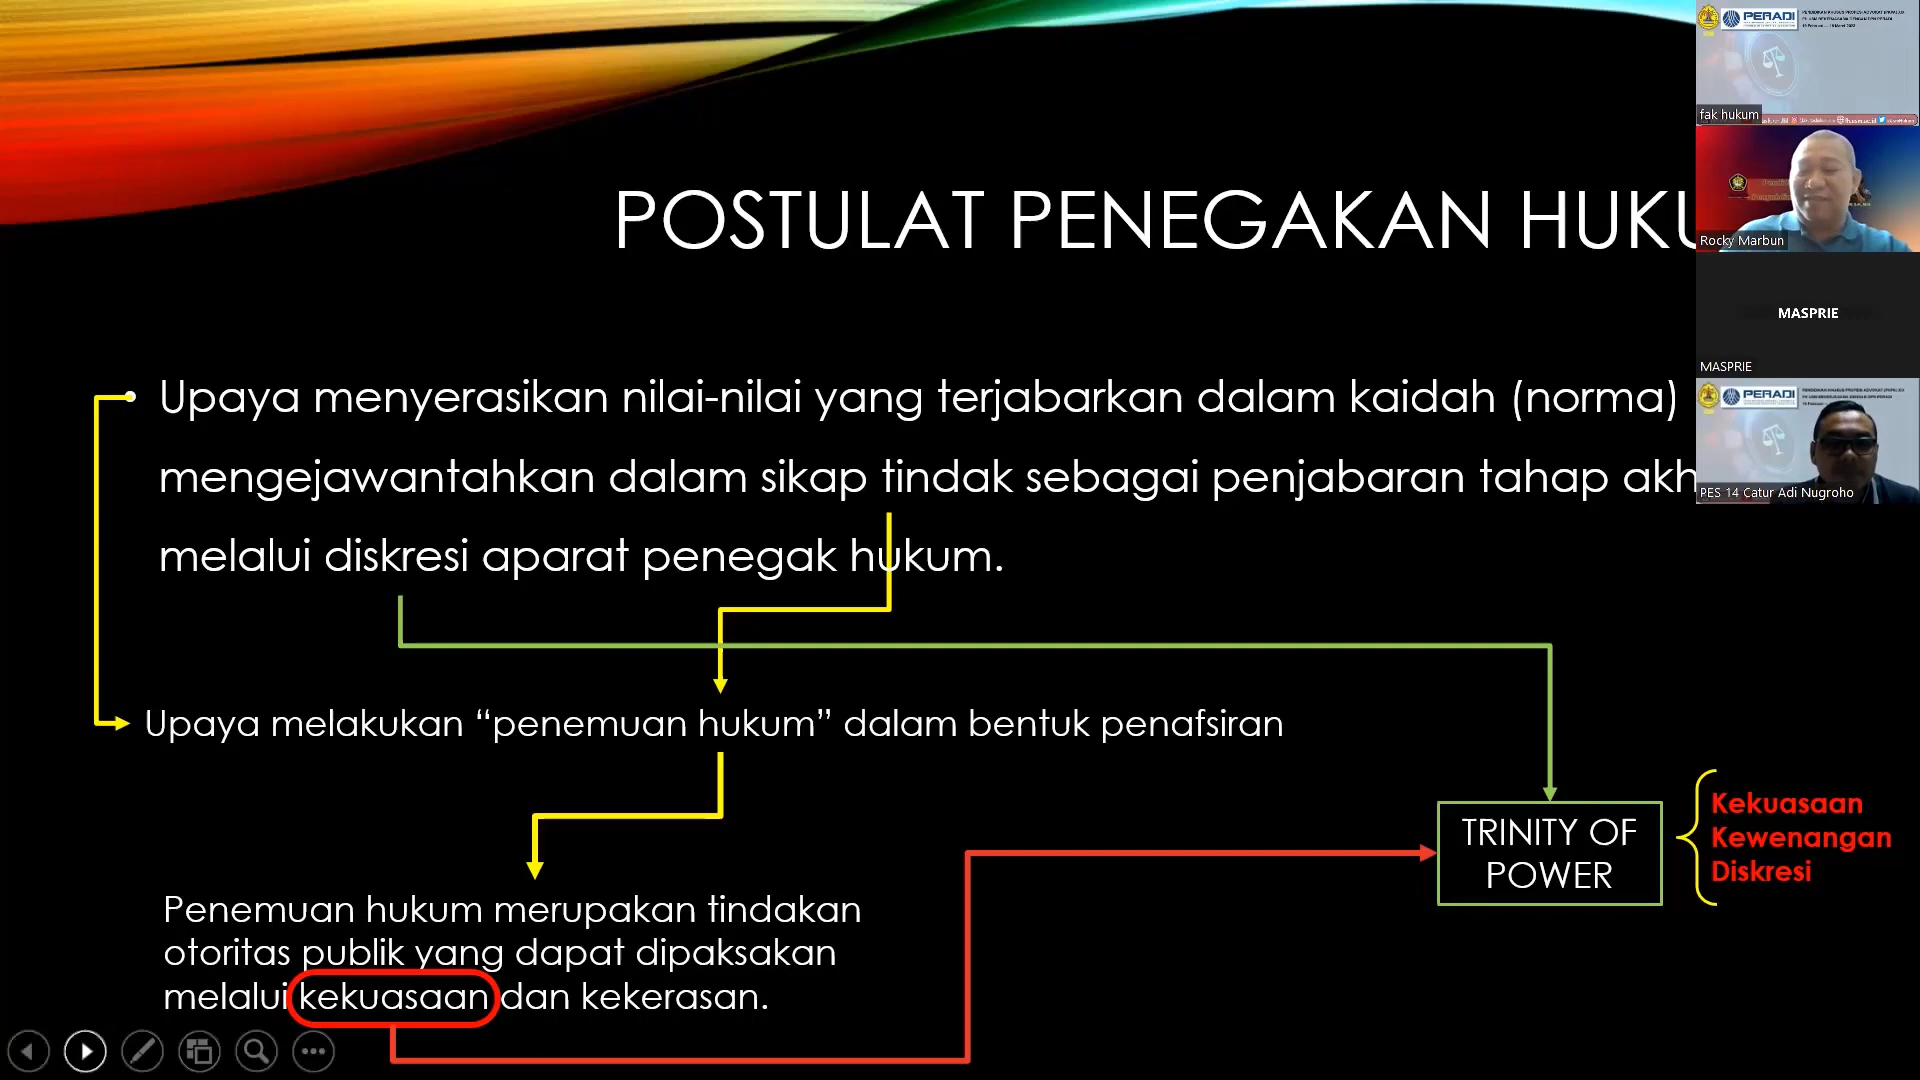 POSTULAT PENEGAKAN HUKU
• Upaya menyerasikan nilai-nilai yang terjabarkan dalam kaidah (norma)
mengejawantahkan dalam sikap tindak sebagai penjabaran tahap akh
melalui diskresi aparat penegak hukum.
Upaya melakukan “penemuan hukum” dalam bentuk penafsiran
Penemuan hukum merupakan tindakan
otoritas publik yang dapat dipaksakan
melalui kekuasaan dan kekerasan.
TRINITY OF
POWER
Kekuasaan
Kewenangan
Diskresi
PERADI
fak hukum
Rocky Marbun
MASPRIE
MASPRIE
PERADI
PES 14 Catur Adi Nugroho